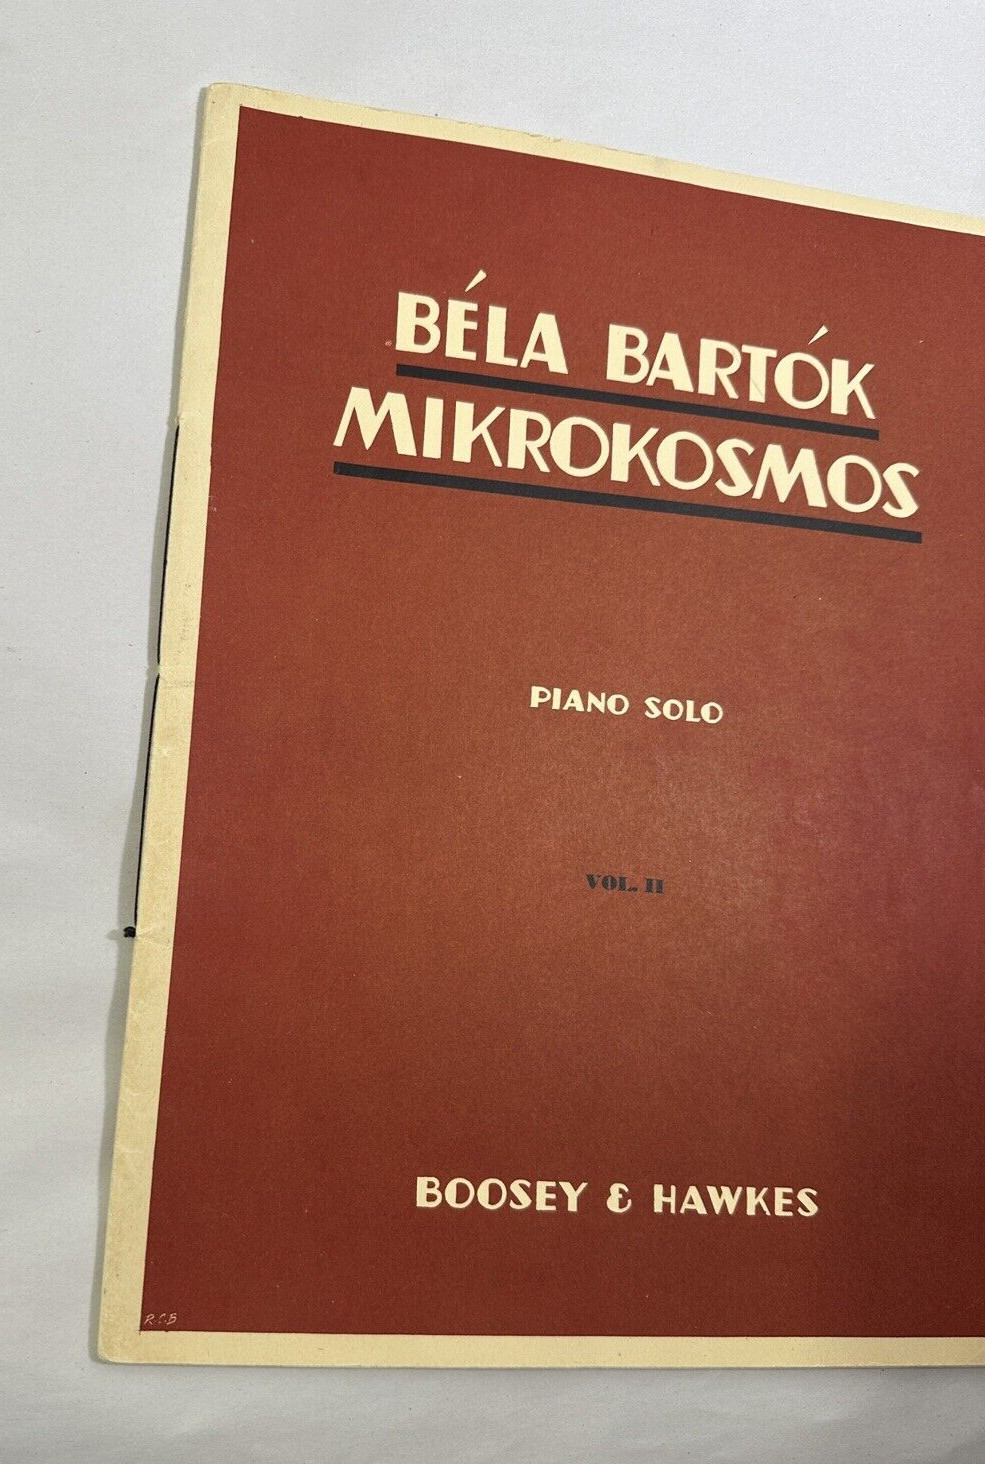 BÉLA BARTÓK
MIKROKOSMOS
PIANO SOLO
VOL. II
BOOSEY & HAWKES
R.C.B